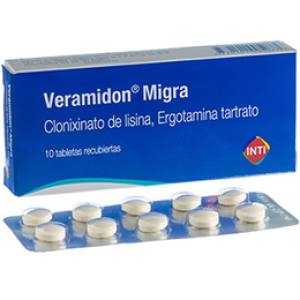 Veramidon® Migra
Clonixinato de lisina, Ergotamina tartrato
10 tabletas recubiertas
INTI